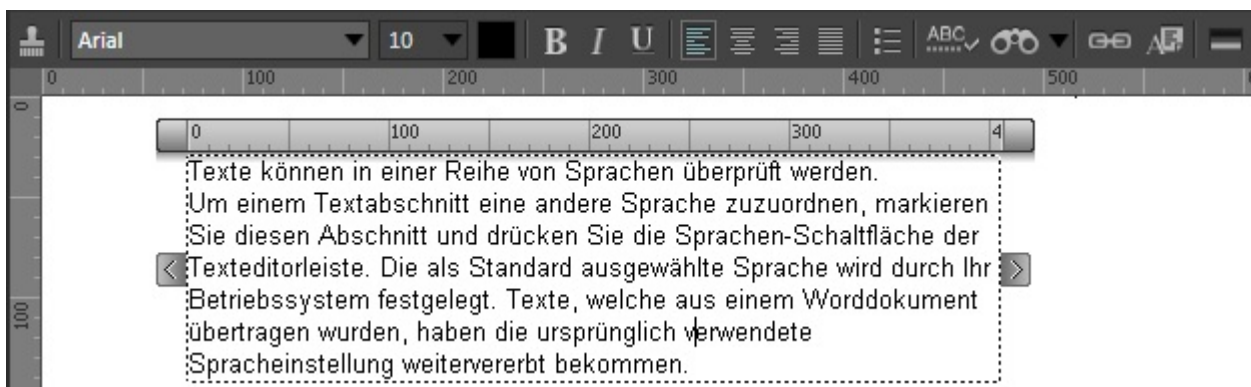 Arial 10 B I U ABC
0 100 200 300 400 500
0 100 200 300 4
Texte können in einer Reihe von Sprachen überprüft werden.
Um einem Textabschnitt eine andere Sprache zuzuordnen, markieren
Sie diesen Abschnitt und drücken Sie die Sprachen-Schaltfläche der
Texteditorleiste. Die als Standard ausgewählte Sprache wird durch Ihr
Betriebssystem festgelegt. Texte, welche aus einem Worddokument
übertragen wurden, haben die ursprünglich verwendete
Spracheinstellung weitervererbt bekommen.
0
100